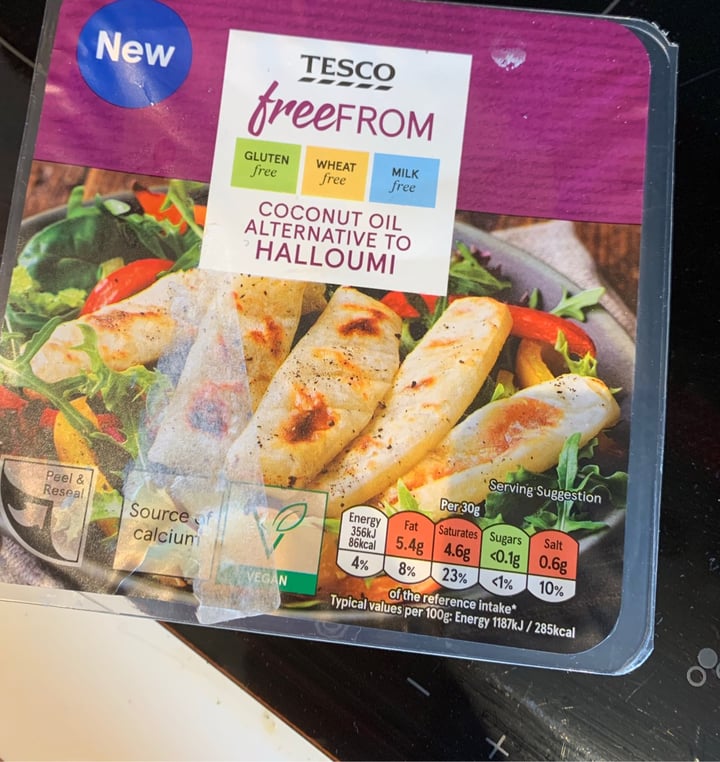 New
TESCO
freeFROM
GLUTEN
free
WHEAT
free
MILK
free
COCONUT OIL
ALTERNATIVE TO
HALLOUMI
Peel &
Reseal
Source of
calcium
VEGAN
Serving Suggestion
Per 30g
Energy
356kJ
86kcal
4%
Fat
5.4g
8%
Saturates
4.6g
23%
Sugars
<0.1g
<1%
Salt
0.6g
10%
of the reference intake*
Typical values per 100g: Energy 1187kJ / 285kcal